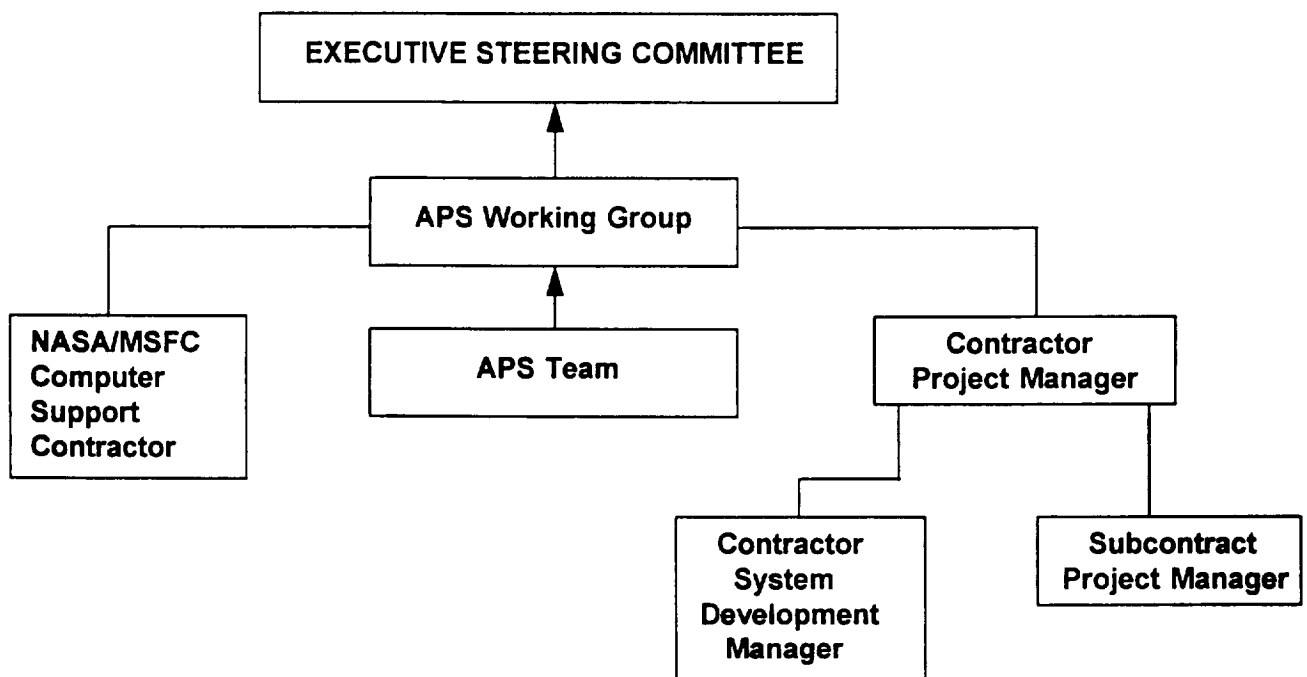 EXECUTIVE STEERING COMMITTEE
APS Working Group
NASA/MSFC
Computer
Support
Contractor
APS Team
Contractor
Project Manager
Contractor
System
Development
Manager
Subcontract
Project Manager